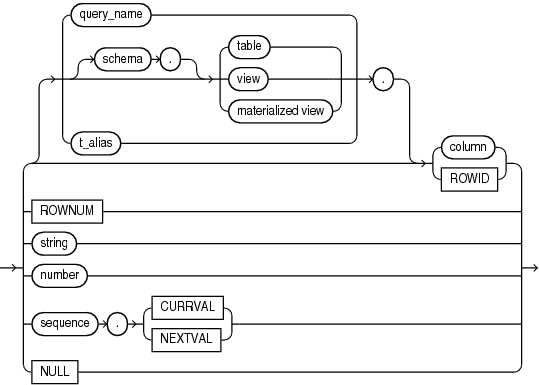 query_name
schema . table
view .
materialized view
t_alias
column
ROWID
ROWNUM
string
number
sequence . CURRVAL
NEXTVAL
NULL